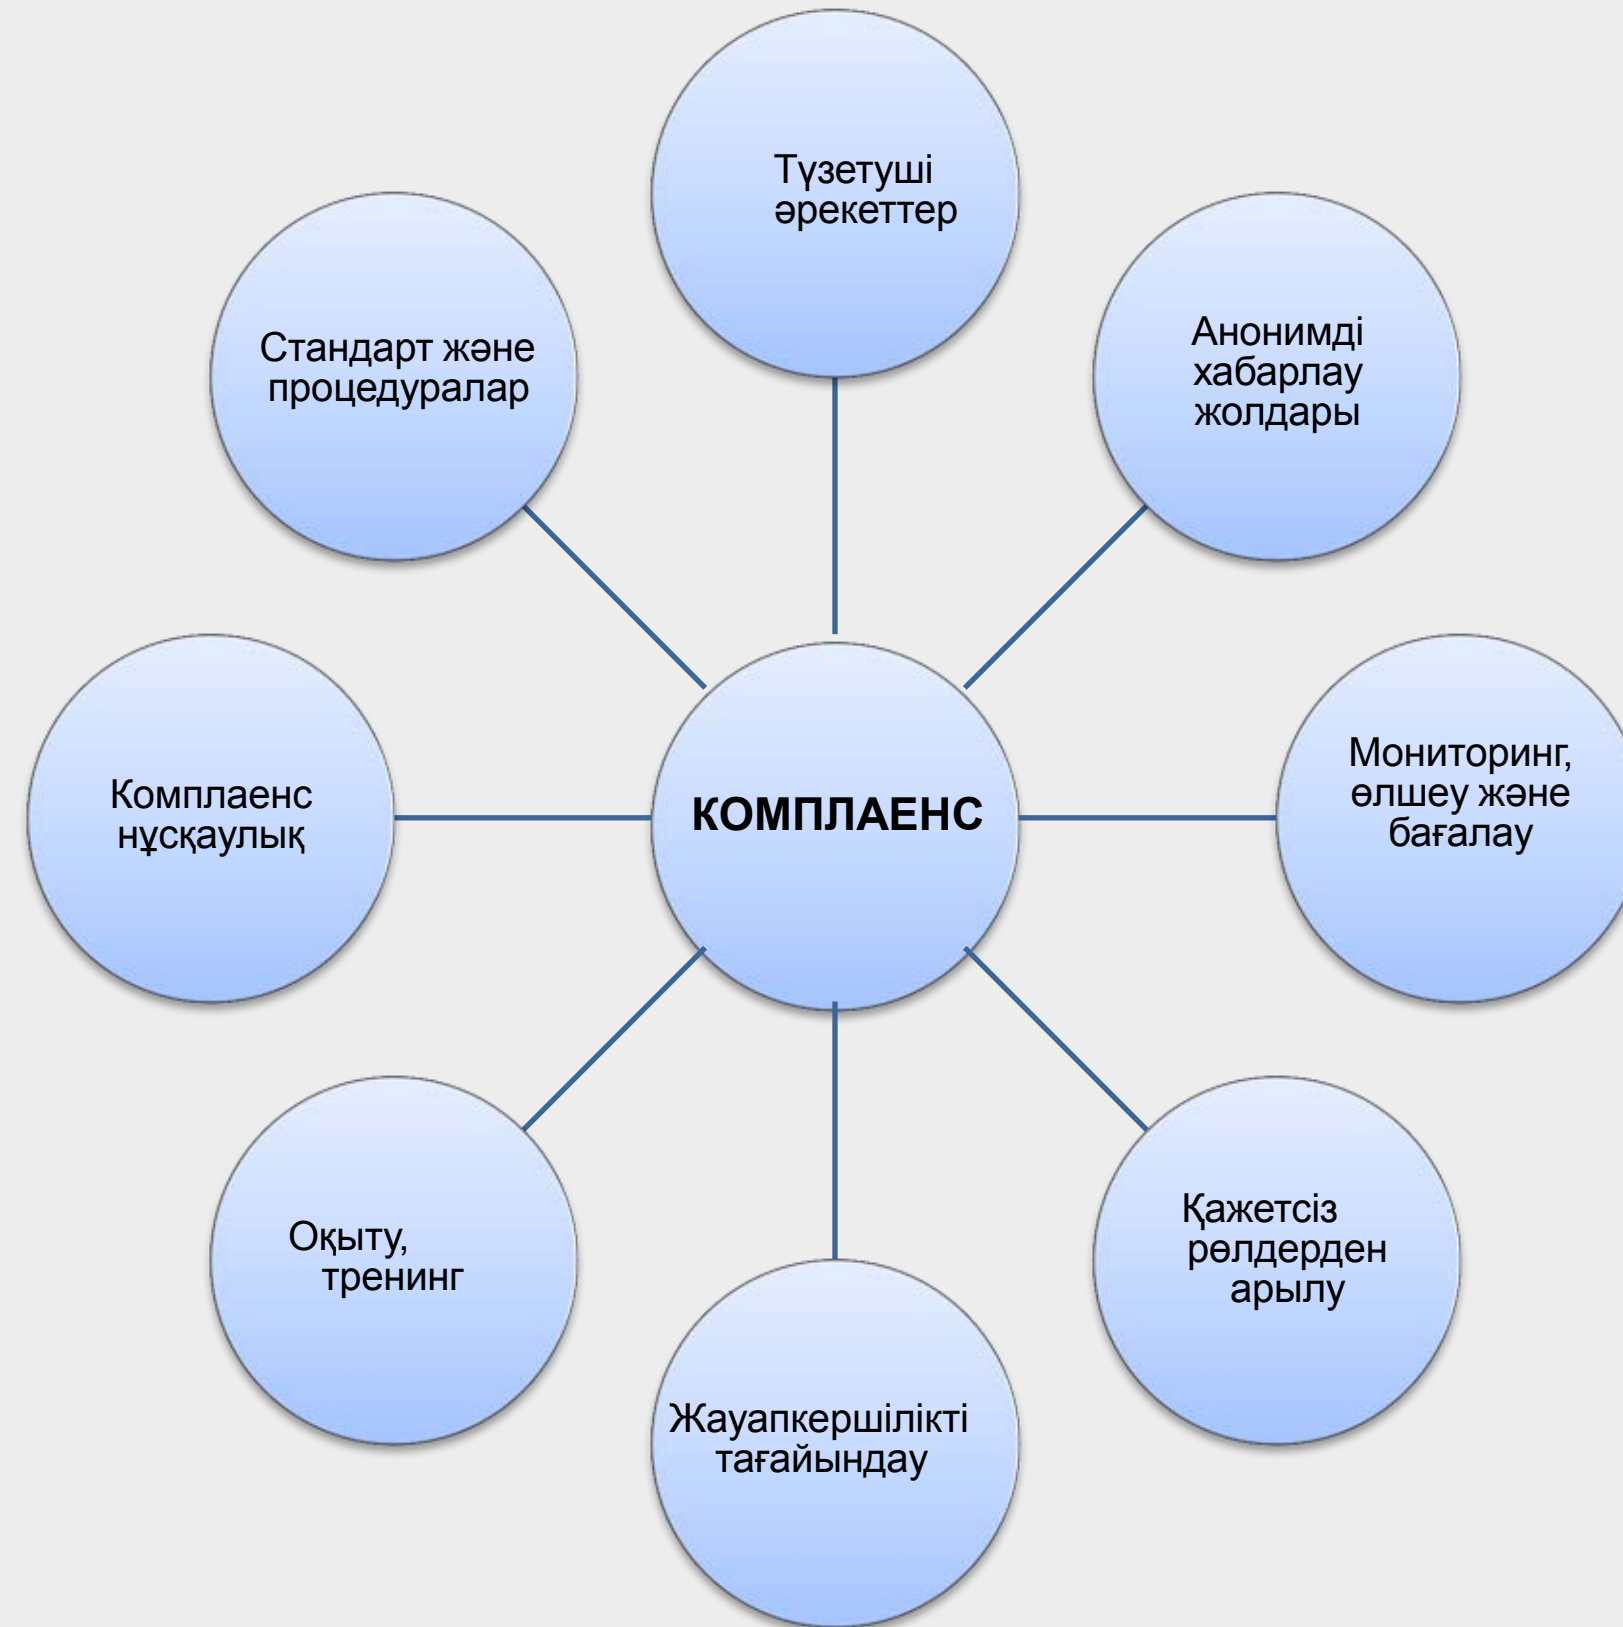 Түзетуші
әрекеттер
Стандарт және
процедуралар
Анонимді
хабарлау
жолдары
Комплаенс
нұсқаулық
КОМПЛАЕНС
Мониторинг,
өлшеу және
бағалау
Оқыту,
тренинг
Қажетсіз
рөлдерден
арылу
Жауапкершілікті
тағайындау